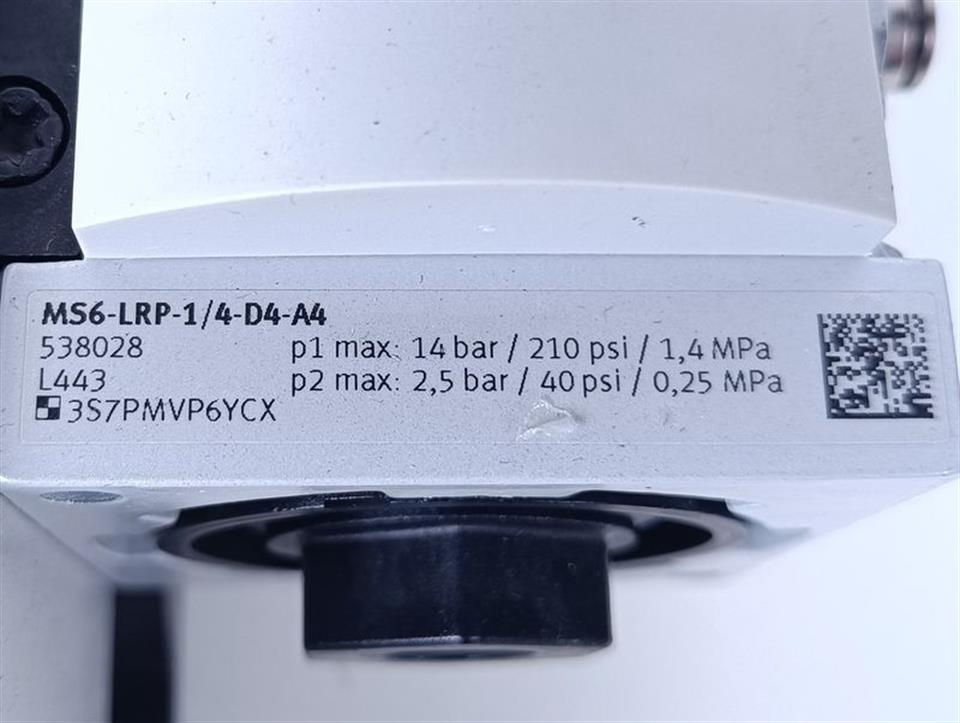 MS6-LRP-1/4-D4-A4
538028 p1 max: 14 bar / 210 psi / 1,4 MPa
L443 p2 max: 2,5 bar / 40 psi / 0,25 MPa
3S7PMVP6YCX